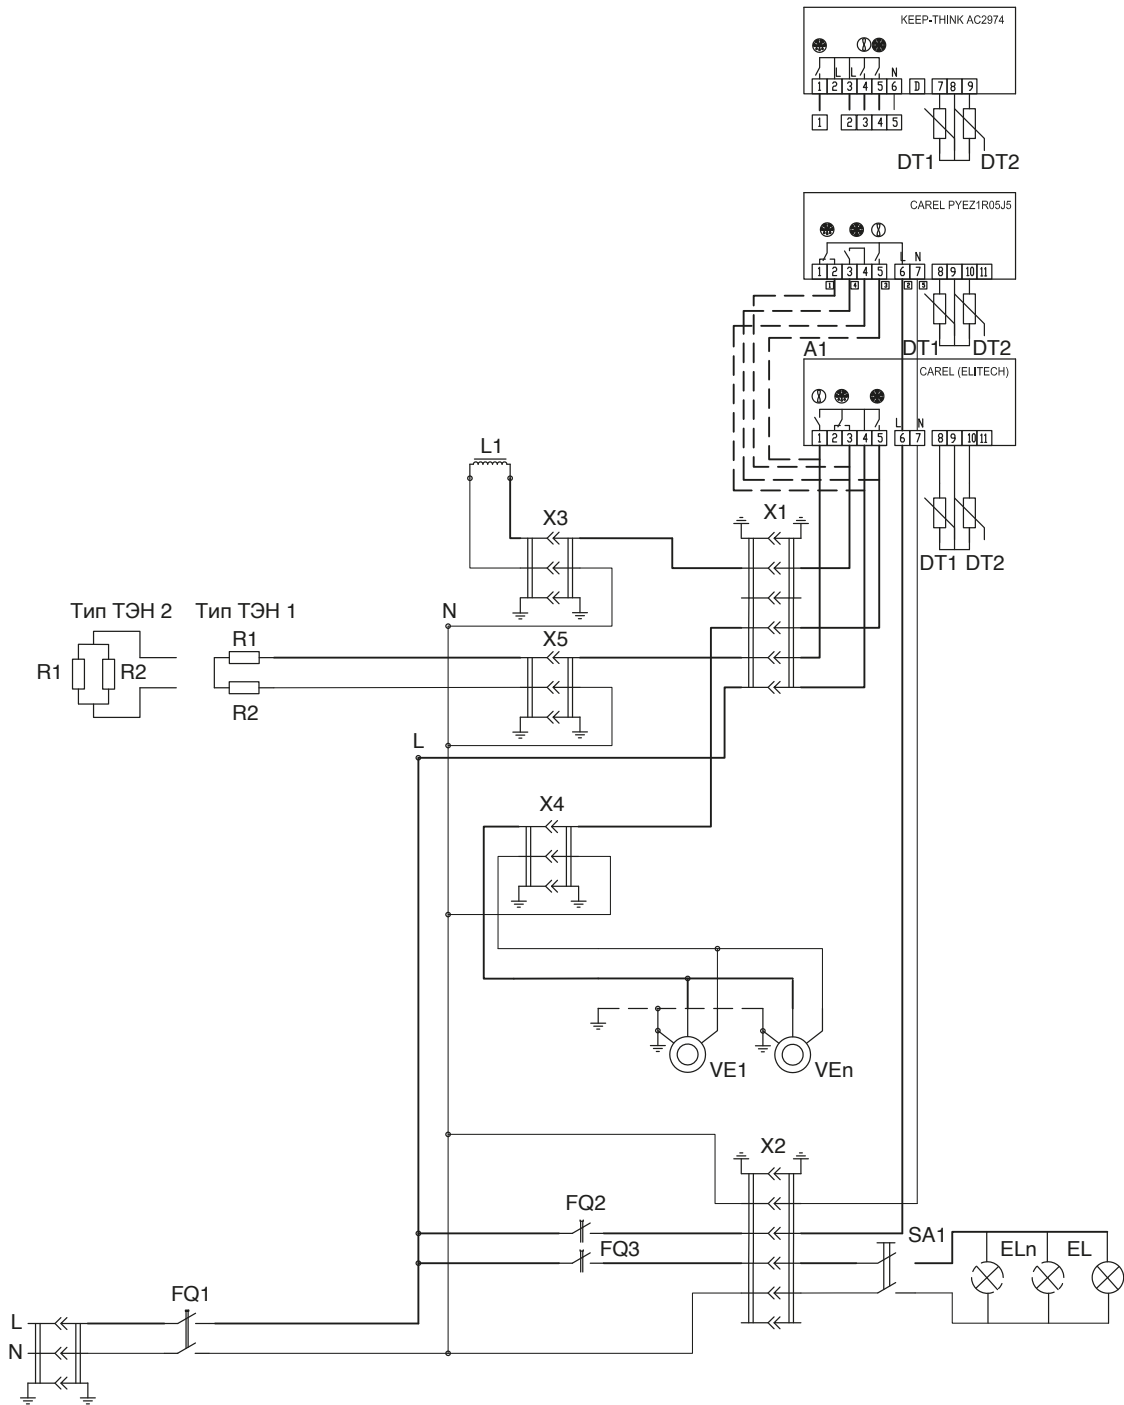 KEEP-THINK AC2974
L L N
1 2 3 4 5 6 D 7 8 9
1 2 3 4 5
DT1 DT2
CAREL PYEZ1R05J5
L N
1 2 3 4 5 6 7 8 9 10 11
1 4 3 2 5
DT1 DT2
A1
CAREL (ELITECH)
L N
1 2 3 4 5 6 7 8 9 10 11
L1
X3
X1
DT1 DT2
Тип ТЭН 2
Тип ТЭН 1
N
R1
X5
R1
R2
R2
L
X4
VE1
VEn
X2
FQ2
SA1
FQ3
ELn
EL
FQ1
L
N